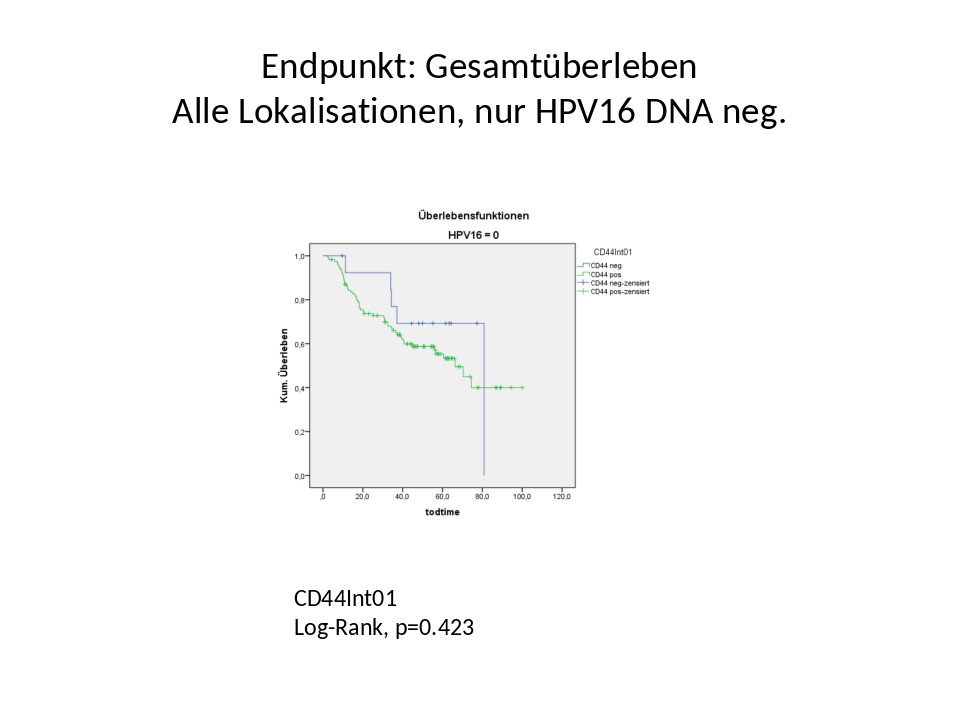 Endpunkt: Gesamtüberleben
Alle Lokalisationen, nur HPV16 DNA neg.
Überlebensfunktionen
HPV16 = 0
CD44Int01
CD44 neg
CD44 pos
CD44 neg-zensiert
CD44 pos-zensiert
Kum. Überleben
1,0
0,8
0,6
0,4
0,2
0,0
,0 20,0 40,0 60,0 80,0 100,0 120,0
todtime
CD44Int01
Log-Rank, p=0.423